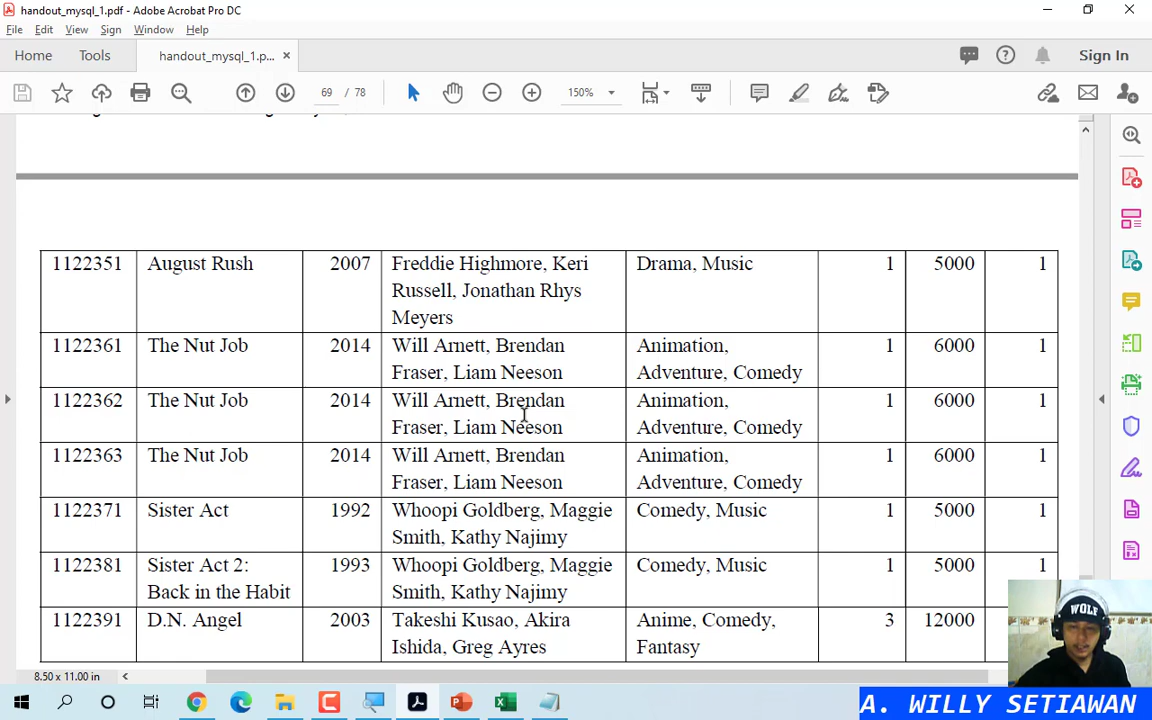 handout_mysql_1.pdf - Adobe Acrobat Pro DC
File Edit View Sign Window Help
Home Tools handout_mysql_1.p... × Sign In
69 / 78 150%
1122351 August Rush 2007 Freddie Highmore, Keri Drama, Music 1 5000 1
Russell, Jonathan Rhys
Meyers
1122361 The Nut Job 2014 Will Arnett, Brendan Animation, 1 6000 1
Fraser, Liam Neeson Adventure, Comedy
1122362 The Nut Job 2014 Will Arnett, Brendan Animation, 1 6000 1
Fraser, Liam Neeson Adventure, Comedy
1122363 The Nut Job 2014 Will Arnett, Brendan Animation, 1 6000 1
Fraser, Liam Neeson Adventure, Comedy
1122371 Sister Act 1992 Whoopi Goldberg, Maggie Comedy, Music 1 5000 1
Smith, Kathy Najimy
1122381 Sister Act 2: 1993 Whoopi Goldberg, Maggie Comedy, Music 1 5000 1
Back in the Habit Smith, Kathy Najimy
1122391 D.N. Angel 2003 Takeshi Kusao, Akira Anime, Comedy, 3 12000
Ishida, Greg Ayres Fantasy
WOLF
8.50 x 11.00 in
A. WILLY SETIAWAN